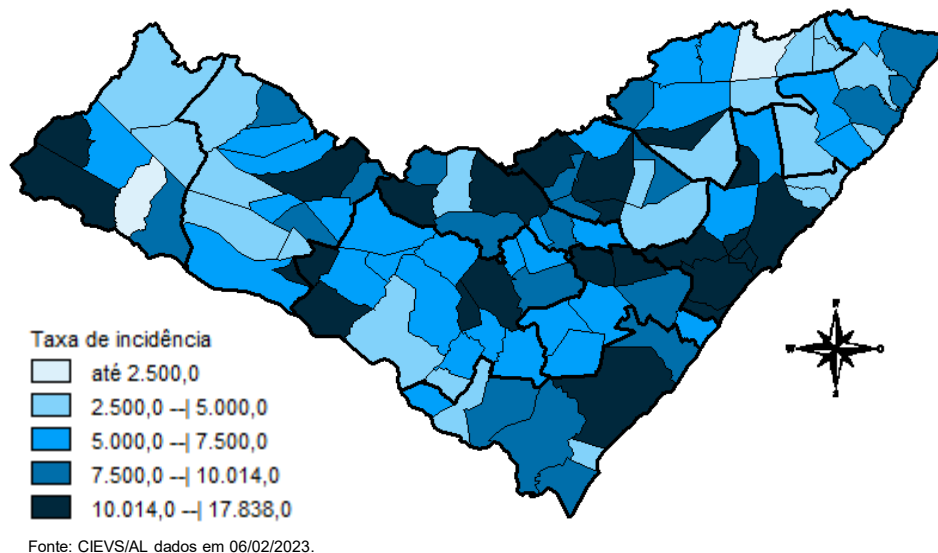 Taxa de incidência
até 2.500,0
2.500,0 --| 5.000,0
5.000,0 --| 7.500,0
7.500,0 --| 10.014,0
10.014,0 --| 17.838,0
Fonte: CIEVS/AL dados em 06/02/2023.
N
W
O
S